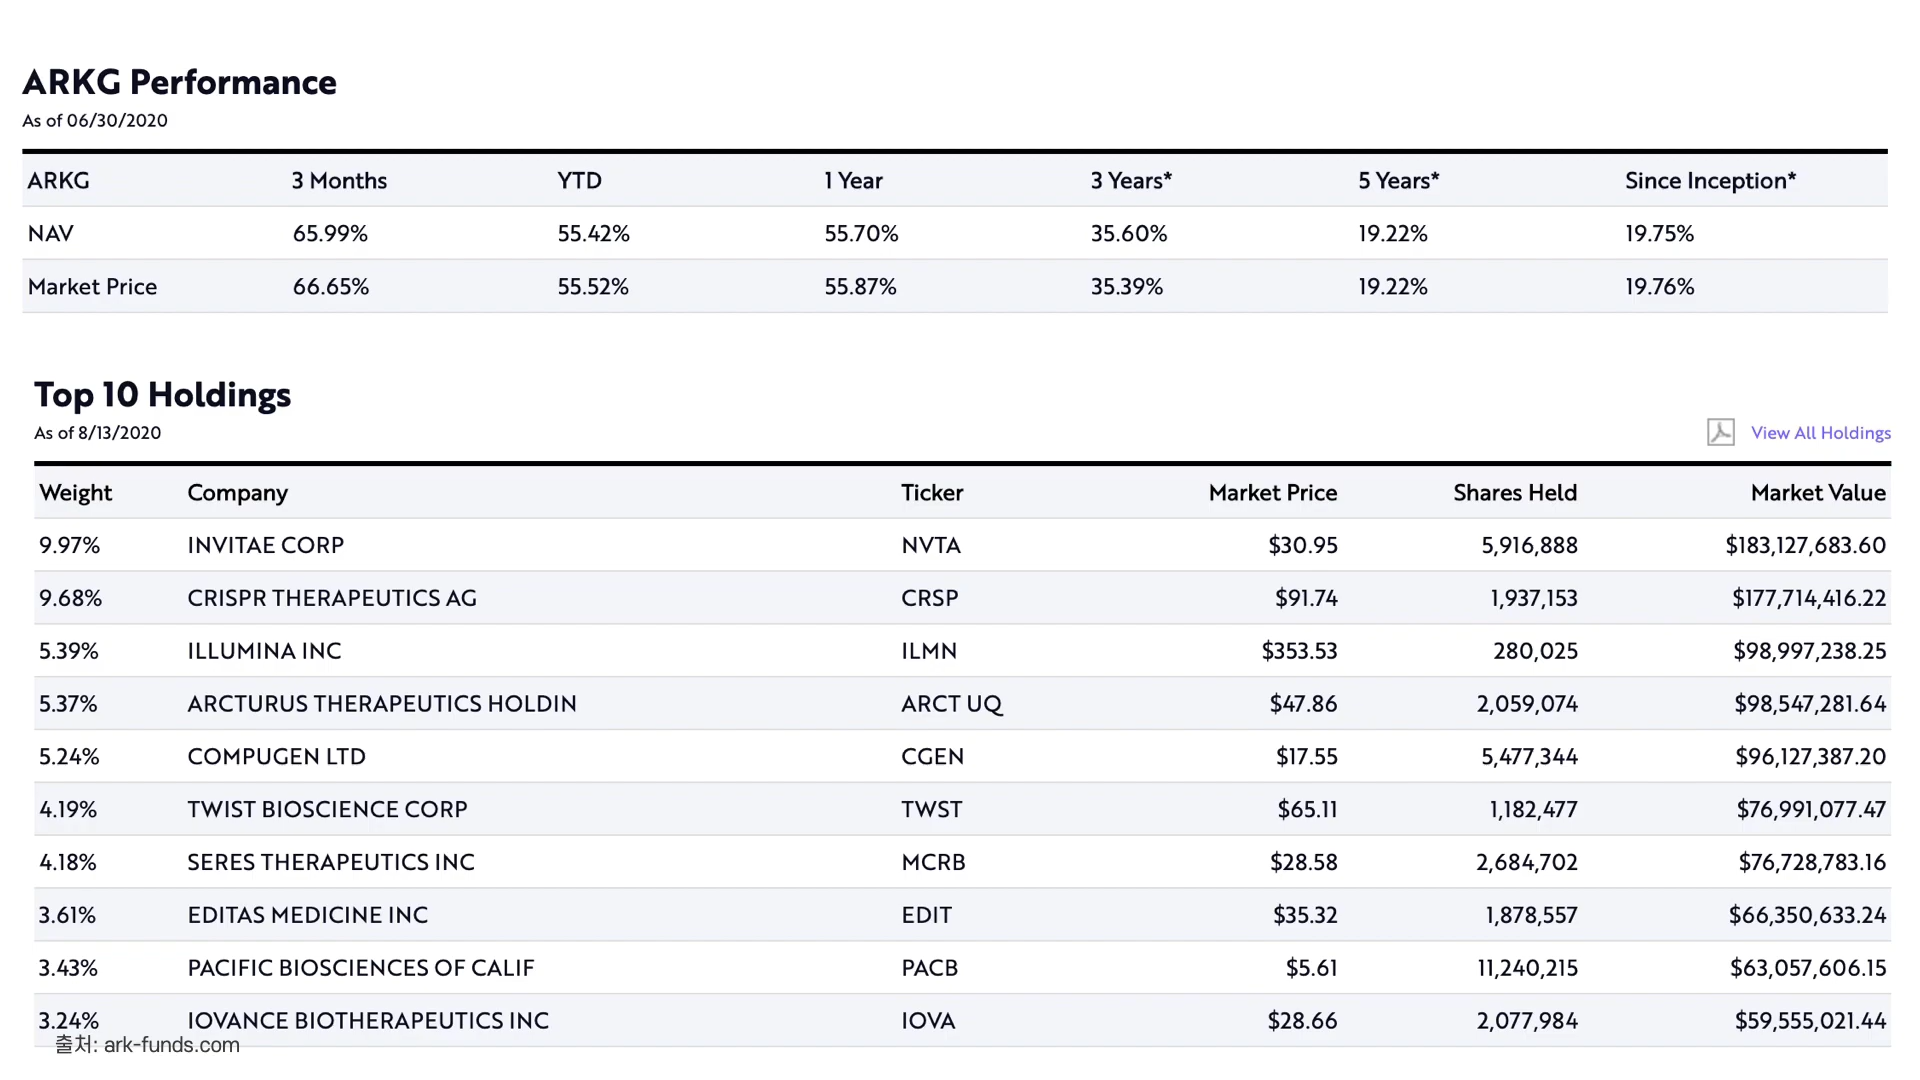 ARKG Performance
As of 06/30/2020
ARKG 3 Months YTD 1 Year 3 Years* 5 Years* Since Inception*
NAV 65.99% 55.42% 55.70% 35.60% 19.22% 19.75%
Market Price 66.65% 55.52% 55.87% 35.39% 19.22% 19.76%
Top 10 Holdings
As of 8/13/2020 View All Holdings
Weight Company Ticker Market Price Shares Held Market Value
9.97% INVITAE CORP NVTA $30.95 5,916,888 $183,127,683.60
9.68% CRISPR THERAPEUTICS AG CRSP $91.74 1,937,153 $177,714,416.22
5.39% ILLUMINA INC ILMN $353.53 280,025 $98,997,238.25
5.37% ARCTURUS THERAPEUTICS HOLDIN ARCT UQ $47.86 2,059,074 $98,547,281.64
5.24% COMPUGEN LTD CGEN $17.55 5,477,344 $96,127,387.20
4.19% TWIST BIOSCIENCE CORP TWST $65.11 1,182,477 $76,991,077.47
4.18% SERES THERAPEUTICS INC MCRB $28.58 2,684,702 $76,728,783.16
3.61% EDITAS MEDICINE INC EDIT $35.32 1,878,557 $66,350,633.24
3.43% PACIFIC BIOSCIENCES OF CALIF PACB $5.61 11,240,215 $63,057,606.15
3.24% IOVANCE BIOTHERAPEUTICS INC IOVA $28.66 2,077,984 $59,555,021.44
출처: ark-funds.com